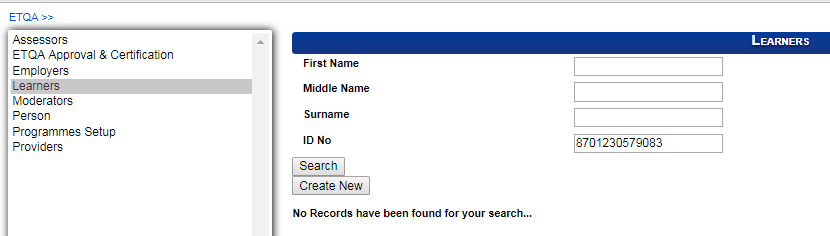 ETQA >>
Assessors
ETQA Approval & Certification
Employers
Learners
Moderators
Person
Programmes Setup
Providers
LEARNERS
First Name
Middle Name
Surname
ID No 8701230579083
Search
Create New
No Records have been found for your search...